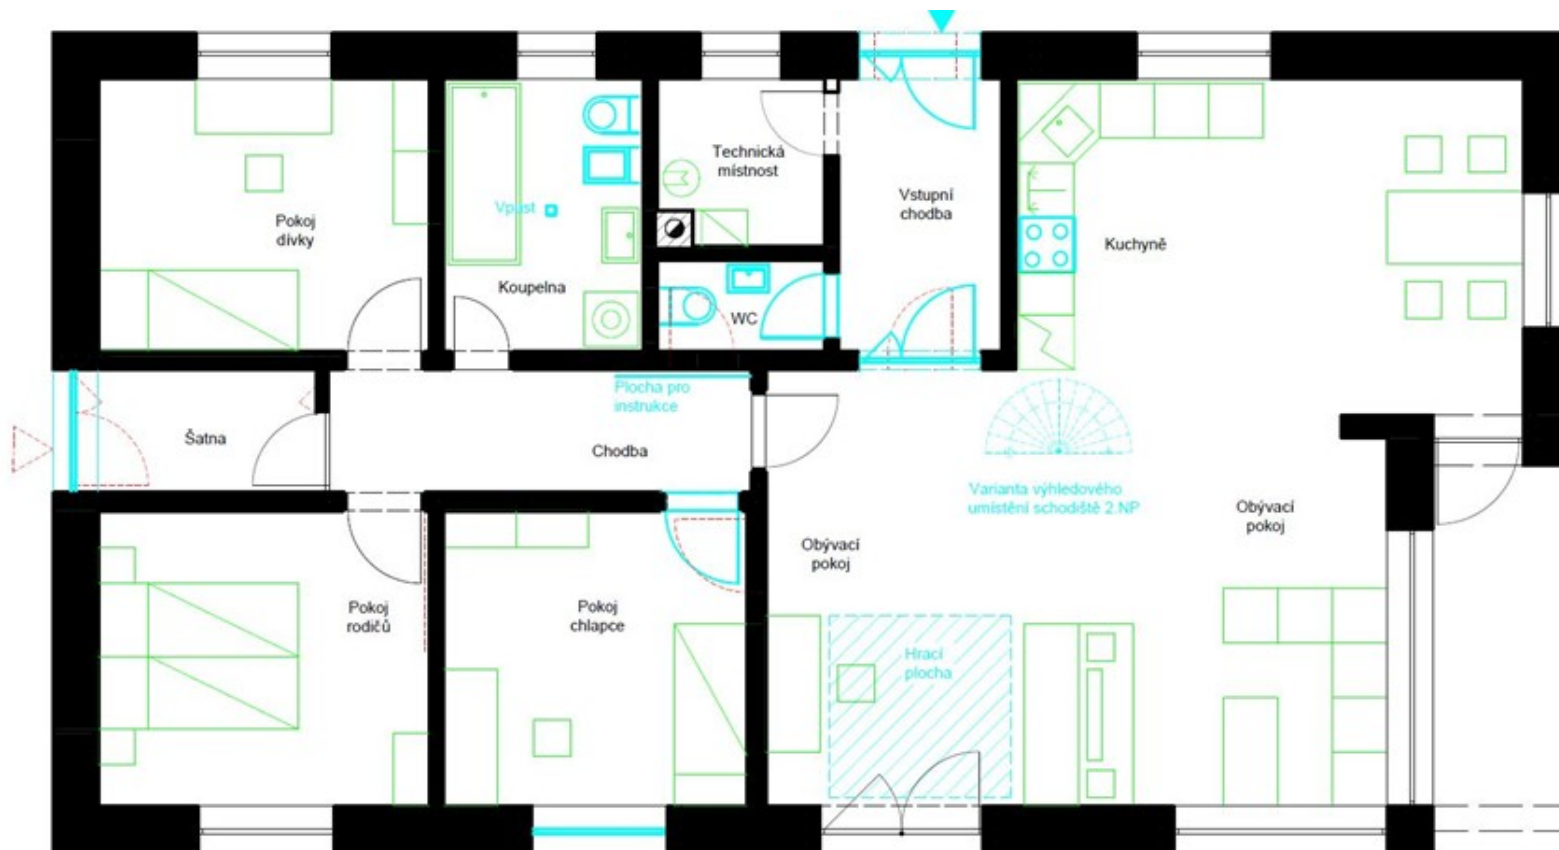 Technická
místnost
Vstupní
chodba
Vpust
Pokoj
dívky
Kuchyně
Koupelna
WC
Plocha pro
instrukce
Šatna
Chodba
Varianta výhledového
umístění schodiště 2.NP
Obývací
pokoj
Obývací
pokoj
Pokoj
rodičů
Pokoj
chlapce
Hrací
plocha